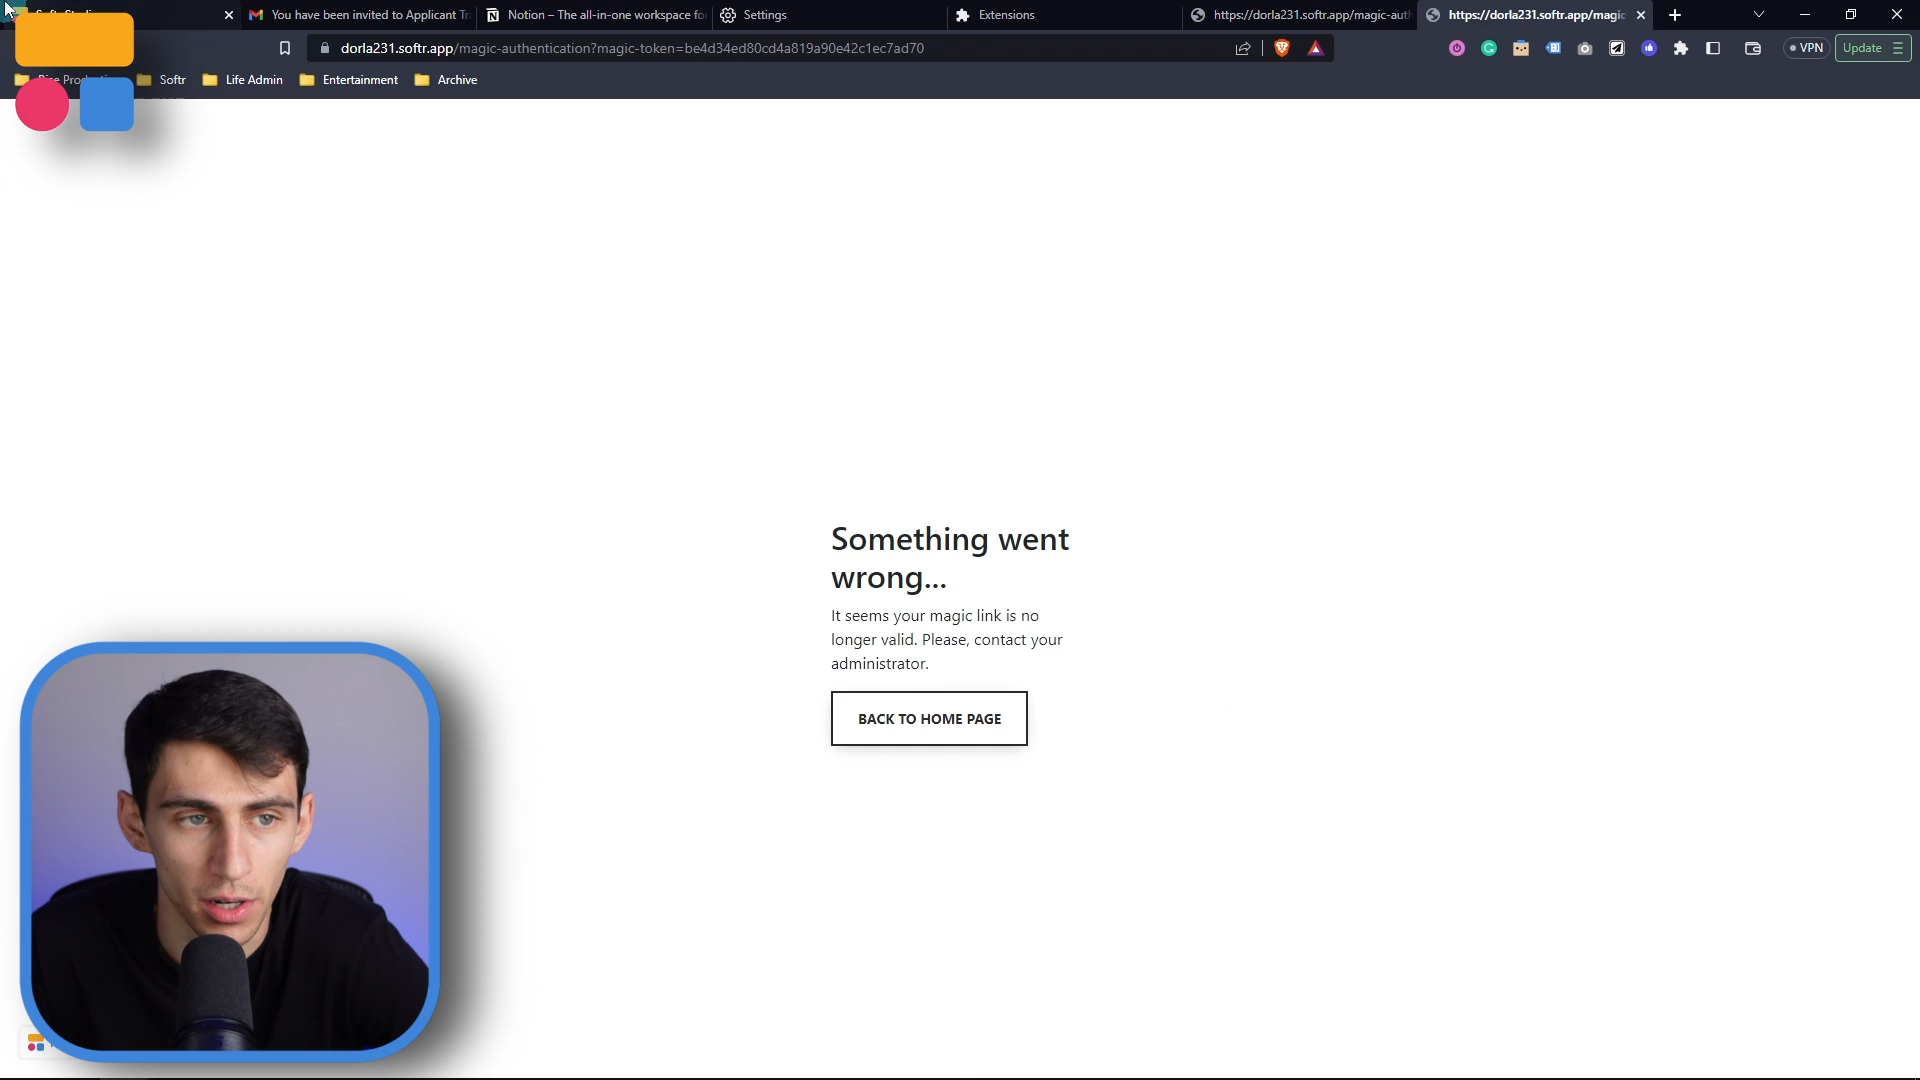 You have been invited to Applicant Tr
Notion – The all-in-one workspace fo
Settings
Extensions
https://dorla231.softr.app/magic-aut
https://dorla231.softr.app/magi
dorla231.softr.app/magic-authentication?magic-token=be4d34ed80cd4a819a90e42c1ec7ad70
VPN
Update
Softr
Life Admin
Entertainment
Archive
Something went
wrong...
It seems your magic link is no
longer valid. Please, contact your
administrator.
BACK TO HOME PAGE